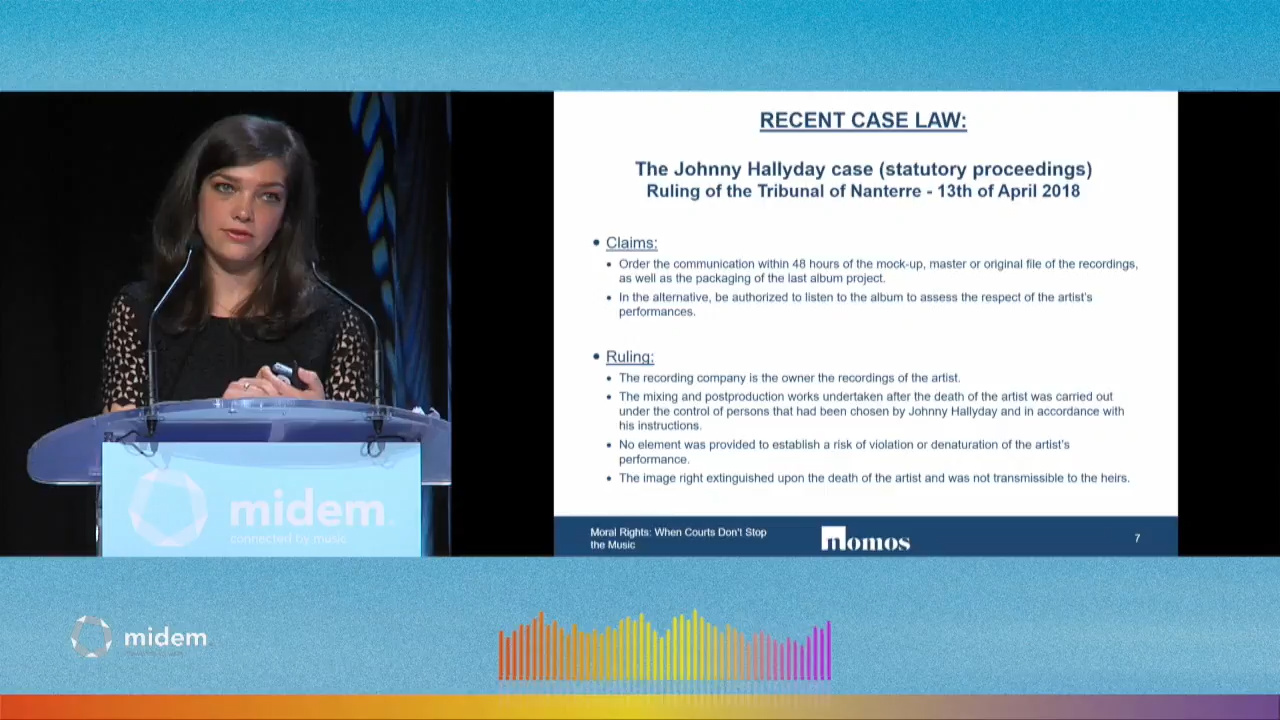 RECENT CASE LAW:
The Johnny Hallyday case (statutory proceedings)
Ruling of the Tribunal of Nanterre - 13th of April 2018
• Claims:
• Order the communication within 48 hours of the mock-up, master or original file of the recordings,
as well as the packaging of the last album project.
• In the alternative, be authorized to listen to the album to assess the respect of the artist's
performances.
• Ruling:
• The recording company is the owner the recordings of the artist.
• The mixing and postproduction works undertaken after the death of the artist was carried out
under the control of persons that had been chosen by Johnny Hallyday and in accordance with
his instructions.
• No element was provided to establish a risk of violation or denaturation of the artist's
performance.
• The image right extinguished upon the death of the artist and was not transmissible to the heirs.
Moral Rights: When Courts Don't Stop
the Music
nomos
7
midem
connected by music
midem